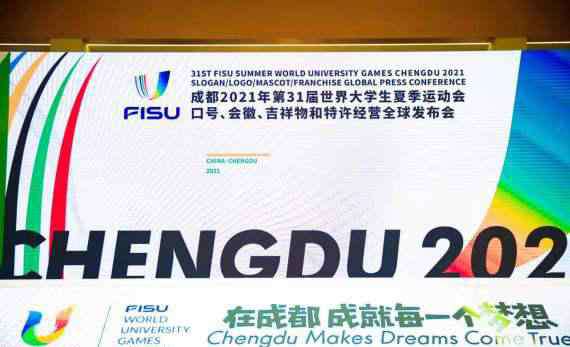 FISU
31ST FISU SUMMER WORLD UNIVERSITY GAMES CHENGDU 2021
SLOGAN/LOGO/MASCOT/FRANCHISE GLOBAL PRESS CONFERENCE
成都2021年第31届世界大学生夏季运动会
口号、会徽、吉祥物和特许经营全球发布会
CHINA·CHENGDU
2021
CHENGDU 202
FISU
WORLD
UNIVERSITY
GAMES
在成都 成就每一个梦想
Chengdu Makes Dreams Come True